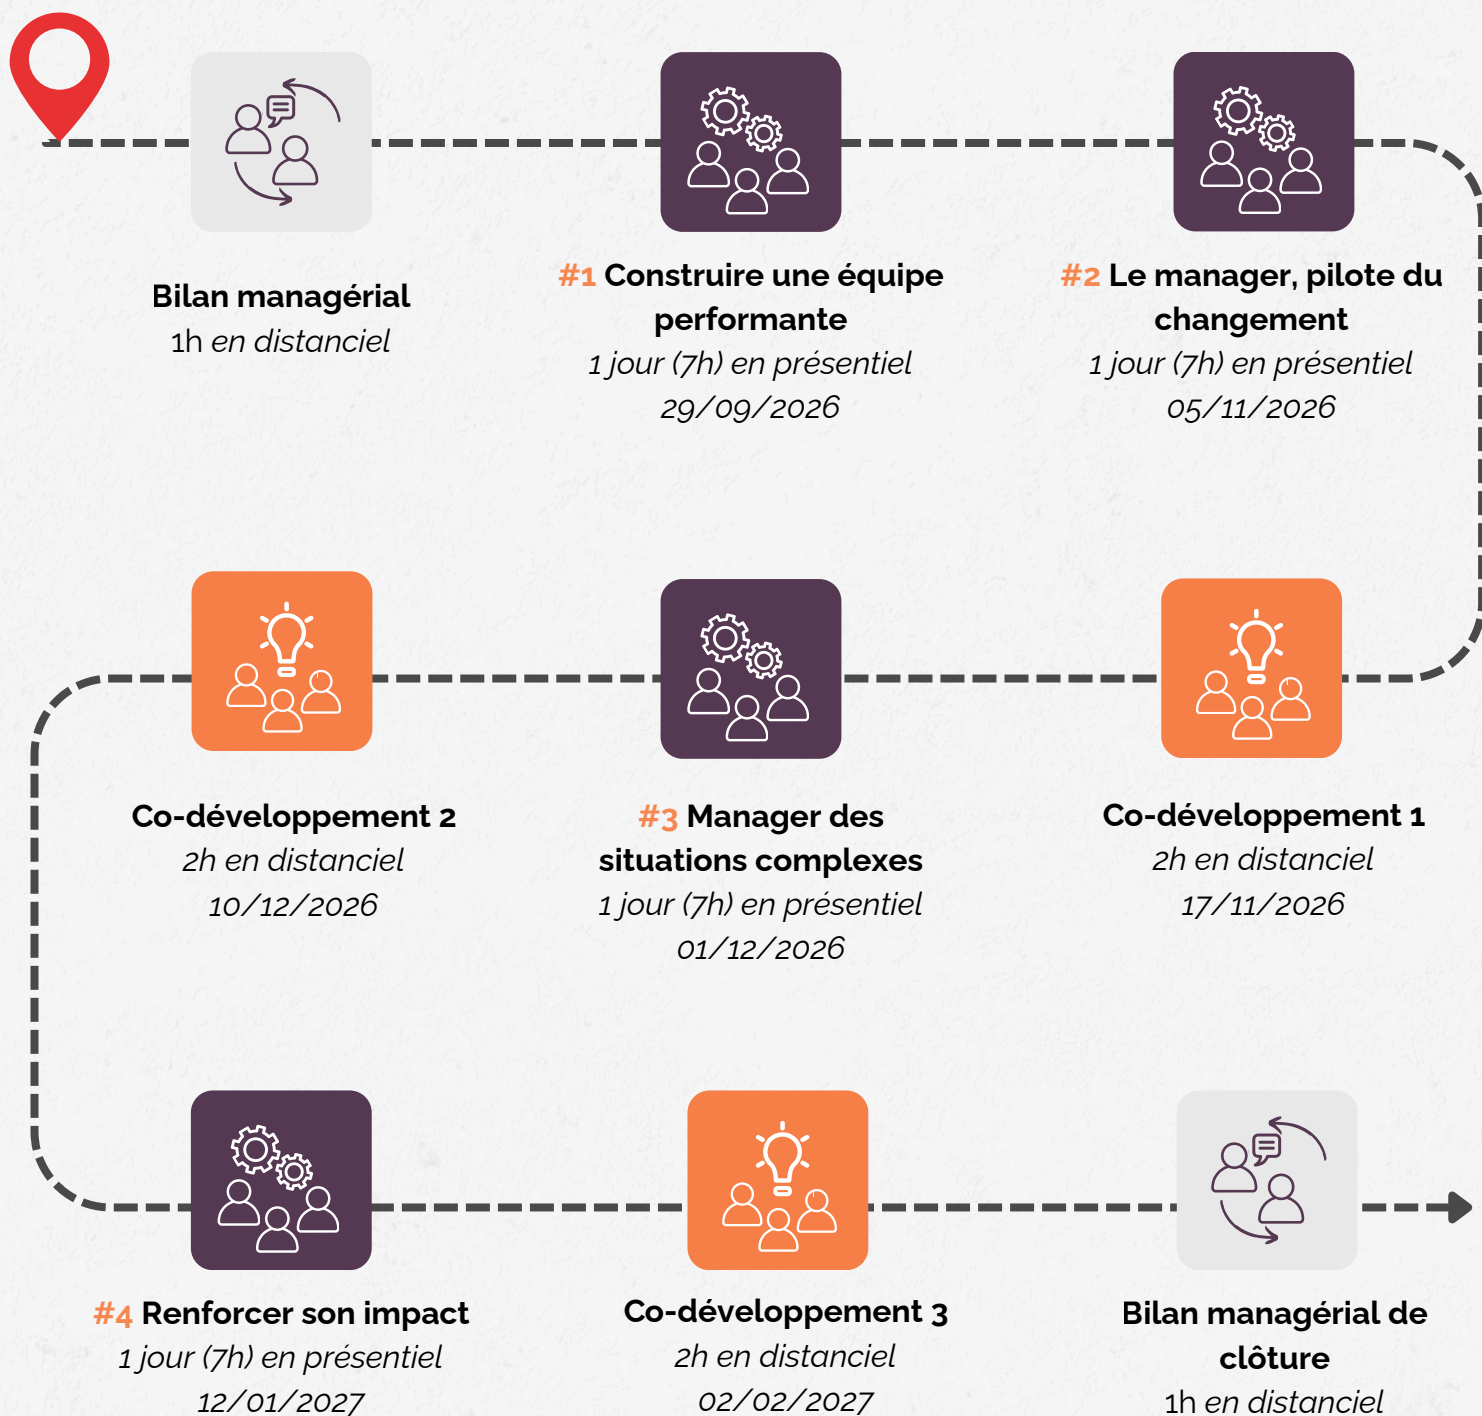 Bilan managérial
1h en distanciel
#1 Construire une équipe
performante
1 jour (7h) en présentiel
29/09/2026
#2 Le manager, pilote du
changement
1 jour (7h) en présentiel
05/11/2026
Co-développement 1
2h en distanciel
17/11/2026
#3 Manager des
situations complexes
1 jour (7h) en présentiel
01/12/2026
Co-développement 2
2h en distanciel
10/12/2026
#4 Renforcer son impact
1 jour (7h) en présentiel
12/01/2027
Co-développement 3
2h en distanciel
02/02/2027
Bilan managérial de
clôture
1h en distanciel